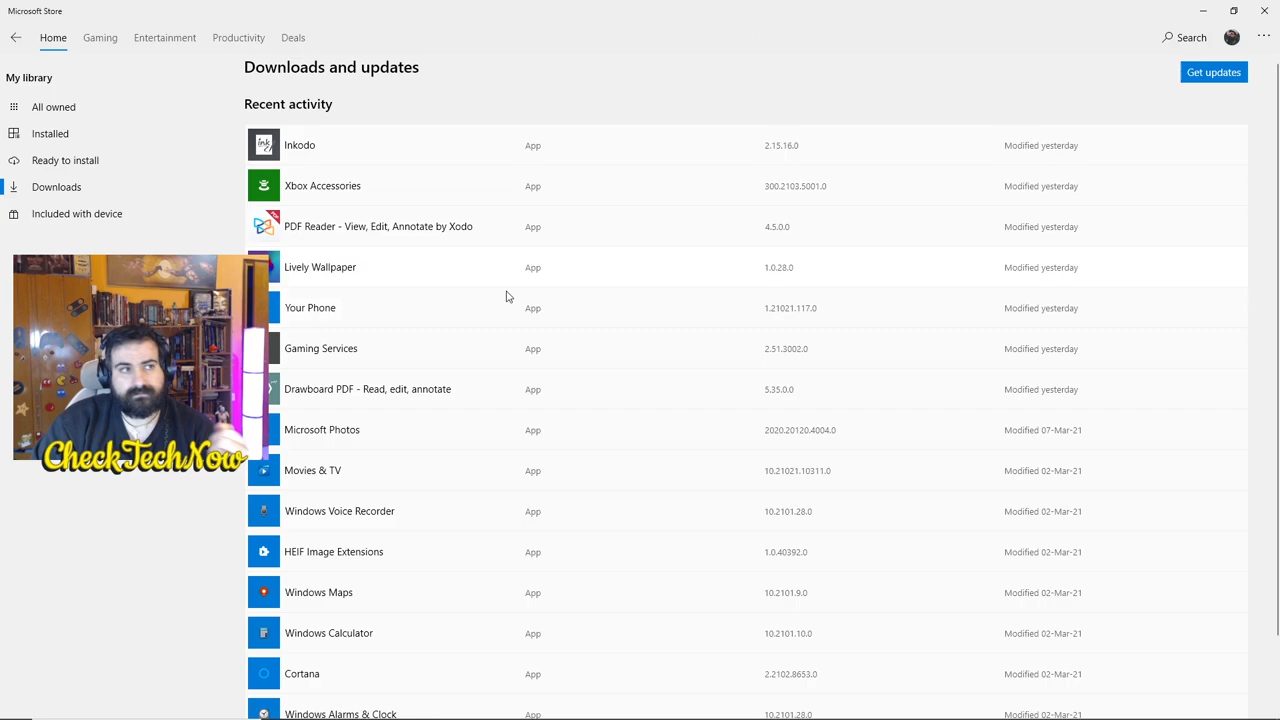 Microsoft Store
Home Gaming Entertainment Productivity Deals Search
My library
All owned
Installed
Ready to install
Downloads
Included with device
Downloads and updates
Get updates
Recent activity
Inkodo App 2.15.16.0 Modified yesterday
Xbox Accessories App 300.2103.5001.0 Modified yesterday
PDF Reader - View, Edit, Annotate by Xodo App 4.5.0.0 Modified yesterday
Lively Wallpaper App 1.0.28.0 Modified yesterday
Your Phone App 1.21021.117.0 Modified yesterday
Gaming Services App 2.51.3002.0 Modified yesterday
Drawboard PDF - Read, edit, annotate App 5.35.0.0 Modified yesterday
Microsoft Photos App 2020.20120.4004.0 Modified 07-Mar-21
Movies & TV App 10.21021.10311.0 Modified 02-Mar-21
Windows Voice Recorder App 10.2101.28.0 Modified 02-Mar-21
HEIF Image Extensions App 1.0.40392.0 Modified 02-Mar-21
Windows Maps App 10.2101.9.0 Modified 02-Mar-21
Windows Calculator App 10.2101.10.0 Modified 02-Mar-21
Cortana App 2.2102.8653.0 Modified 02-Mar-21
Windows Alarms & Clock App 10.2101.28.0 Modified 02-Mar-21
CheckTechNow